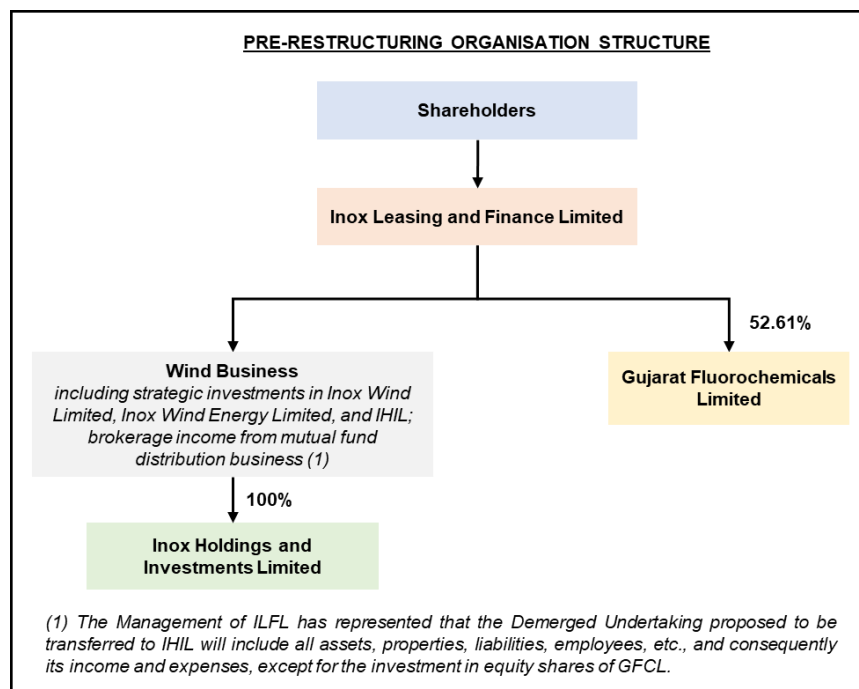 PRE-RESTRUCTURING ORGANISATION STRUCTURE
Shareholders
Inox Leasing and Finance Limited
52.61%
Wind Business
including strategic investments in Inox Wind
Limited, Inox Wind Energy Limited, and IHIL;
brokerage income from mutual fund
distribution business (1)
Gujarat Fluorochemicals
Limited
100%
Inox Holdings and
Investments Limited
(1) The Management of ILFL has represented that the Demerged Undertaking proposed to be
transferred to IHIL will include all assets, properties, liabilities, employees, etc., and consequently
its income and expenses, except for the investment in equity shares of GFCL.